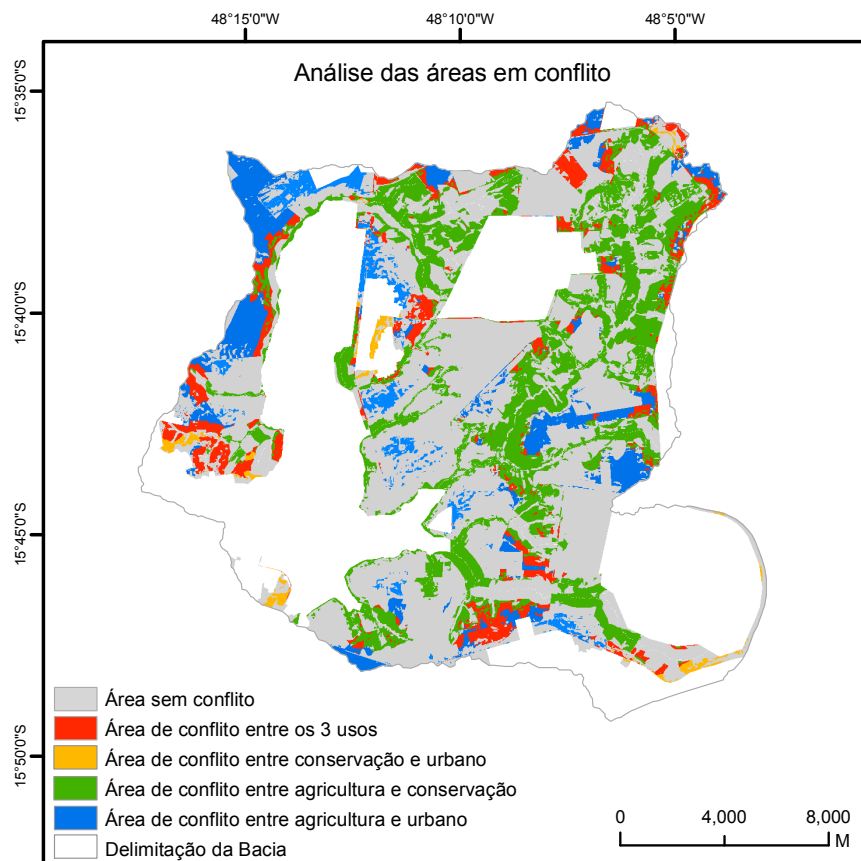 48°15'0"W 48°10'0"W 48°5'0"W
Análise das áreas em conflito
15°35'0"S
15°40'0"S
15°45'0"S
15°50'0"S
Área sem conflito
Área de conflito entre os 3 usos
Área de conflito entre conservação e urbano
Área de conflito entre agricultura e conservação
Área de conflito entre agricultura e urbano
Delimitação da Bacia
0 4,000 8,000
M